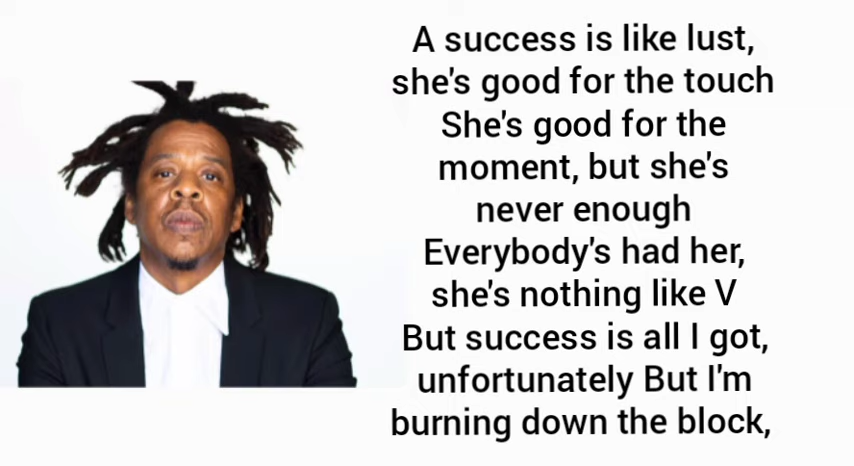 A success is like lust,
she's good for the touch
She's good for the
moment, but she's
never enough
Everybody's had her,
she's nothing like V
But success is all I got,
unfortunately But I'm
burning down the block,